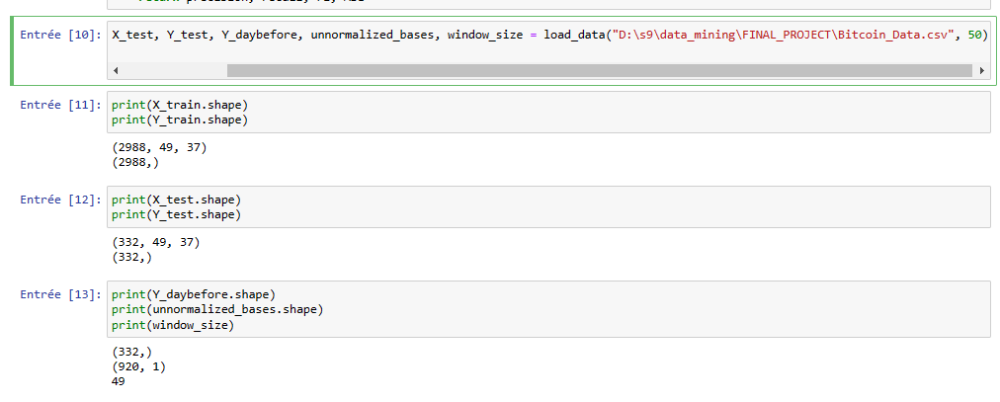 Entrée [10]: X_test, Y_test, Y_daybefore, unnormalized_bases, window_size = load_data("D:\s9\data_mining\FINAL_PROJECT\Bitcoin_Data.csv", 50)
Entrée [11]: print(X_train.shape)
print(Y_train.shape)
(2988, 49, 37)
(2988,)
Entrée [12]: print(X_test.shape)
print(Y_test.shape)
(332, 49, 37)
(332,)
Entrée [13]: print(Y_daybefore.shape)
print(unnormalized_bases.shape)
print(window_size)
(332,)
(920, 1)
49